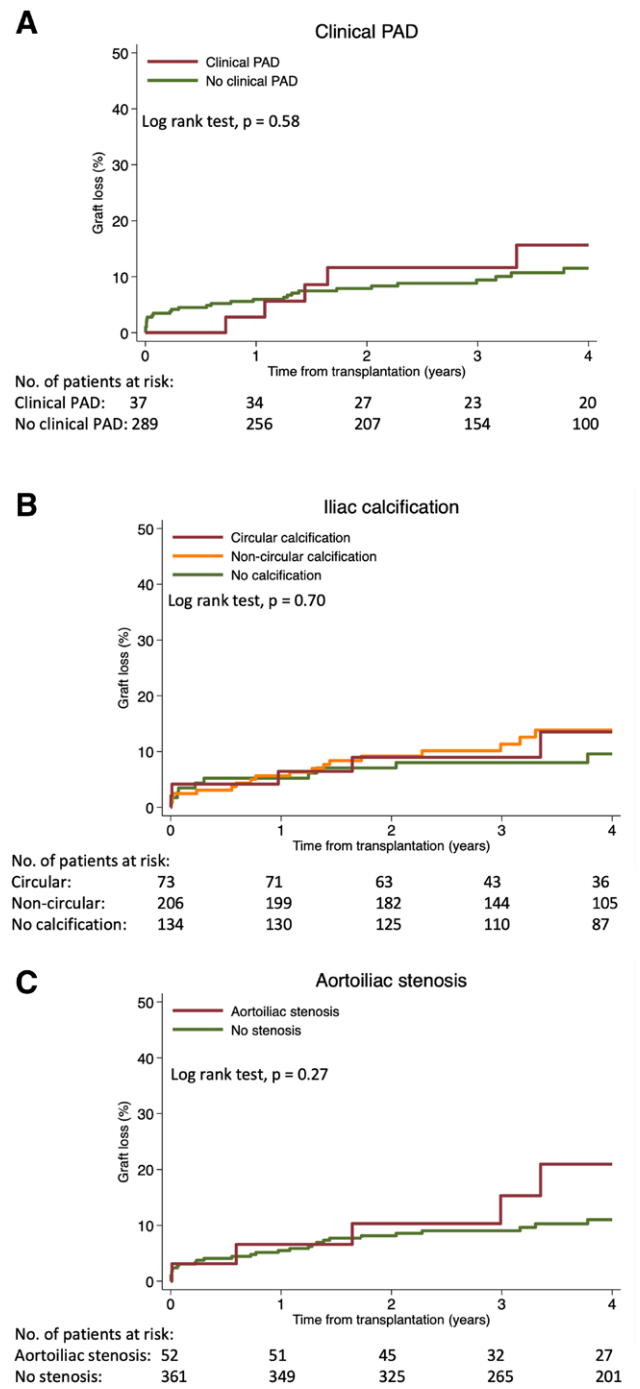 A
Clinical PAD
50
40
30
20
10
0
Graft loss (%)
Clinical PAD
No clinical PAD
Log rank test, p = 0.58
0 1 2 3 4
Time from transplantation (years)
No. of patients at risk:
Clinical PAD: 37 34 27 23 20
No clinical PAD: 289 256 207 154 100
B
Iliac calcification
50
40
30
20
10
0
Graft loss (%)
Circular calcification
Non-circular calcification
No calcification
Log rank test, p = 0.70
0 1 2 3 4
Time from transplantation (years)
No. of patients at risk:
Circular: 73 71 63 43 36
Non-circular: 206 199 182 144 105
No calcification: 134 130 125 110 87
C
Aortoiliac stenosis
50
40
30
20
10
0
Graft loss (%)
Aortoiliac stenosis
No stenosis
Log rank test, p = 0.27
0 1 2 3 4
Time from transplantation (years)
No. of patients at risk:
Aortoiliac stenosis: 52 51 45 32 27
No stenosis: 361 349 325 265 201